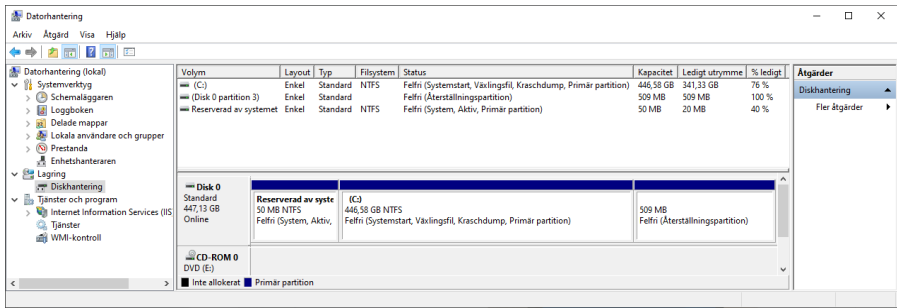 Datorhantering
Arkiv Åtgärd Visa Hjälp
Datorhantering (lokal)
Systemverktyg
Schemaläggaren
Loggboken
Delade mappar
Lokala användare och grupper
Prestanda
Enhetshanteraren
Lagring
Diskhantering
Tjänster och program
Internet Information Services (IIS
Tjänster
WMI-kontroll
Volym Layout Typ Filsystem Status Kapacitet Ledigt utrymme % ledigt
(C:) Enkel Standard NTFS Felfri (Systemstart, Växlingsfil, Kraschdump, Primär partition) 446,58 GB 341,33 GB 76 %
(Disk 0 partition 3) Enkel Standard Felfri (Återställningspartition) 509 MB 509 MB 100 %
Reserverad av systemet Enkel Standard NTFS Felfri (System, Aktiv, Primär partition) 50 MB 20 MB 40 %
Disk 0
Standard
447,13 GB
Online
Reserverad av syste
50 MB NTFS
Felfri (System, Aktiv,
(C:)
446,58 GB NTFS
Felfri (Systemstart, Växlingsfil, Kraschdump, Primär partition)
509 MB
Felfri (Återställningspartition)
CD-ROM 0
DVD (E:)
Inte allokerat Primär partition
Åtgärder
Diskhantering
Fler åtgärder